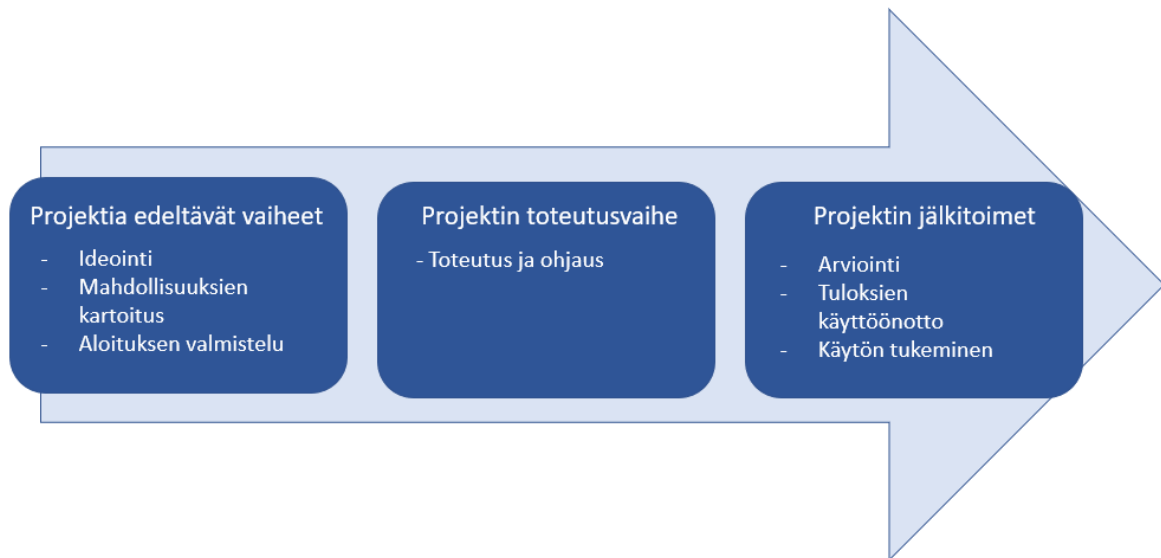 Projektia edeltävät vaiheet
- Ideointi
- Mahdollisuuksien
kartoitus
- Aloituksen valmistelu
Projektin toteutusvaihe
- Toteutus ja ohjaus
Projektin jälkitoimet
- Arviointi
- Tuloksien
käyttöönotto
- Käytön tukeminen